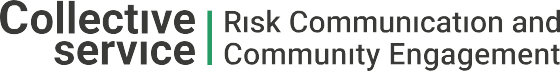 Collective
service
Risk Communication and
Community Engagement